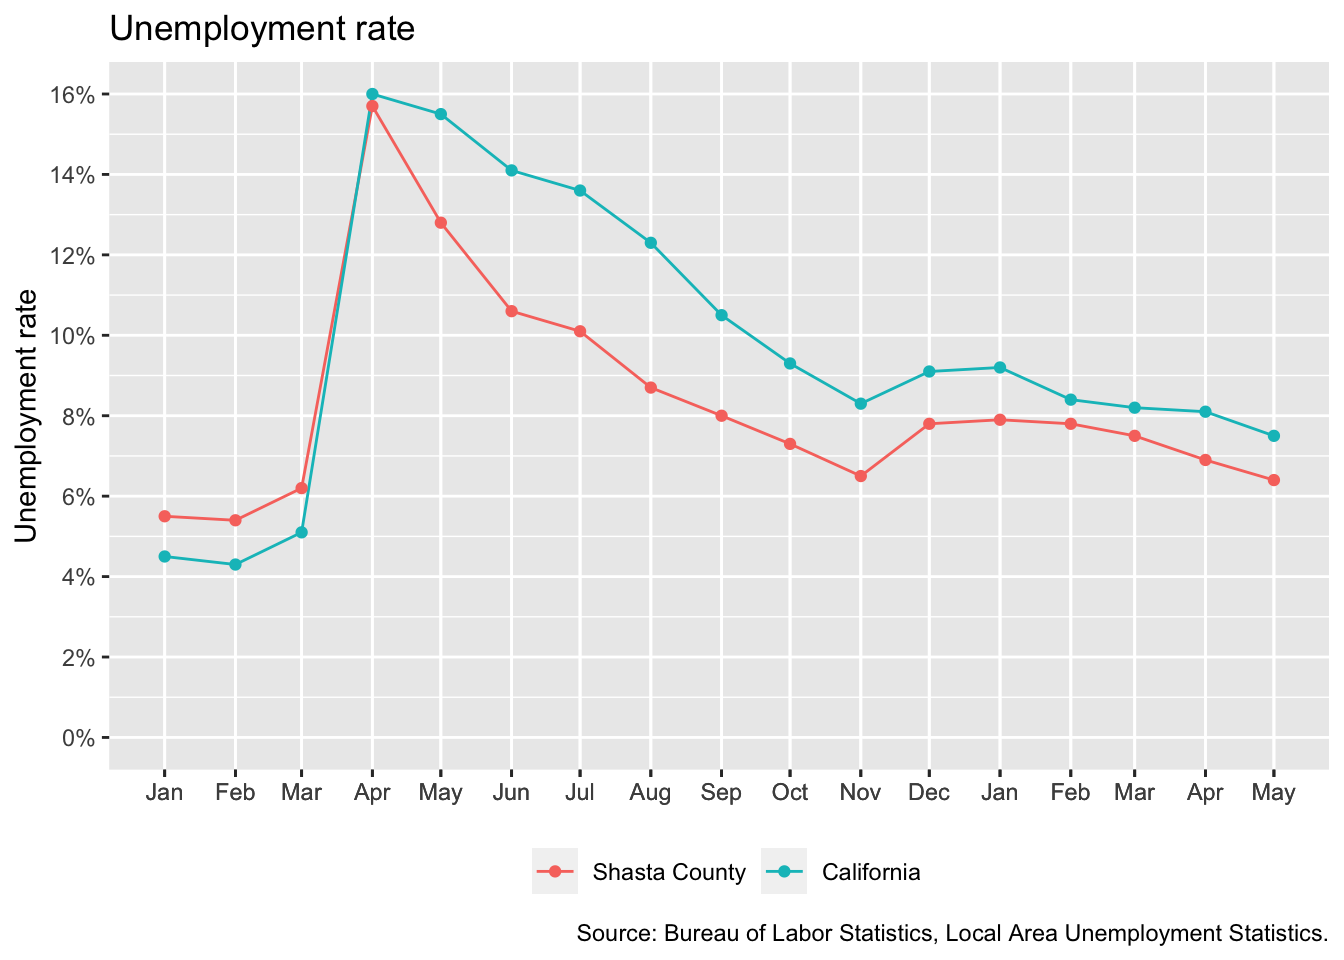 Unemployment rate
Unemployment rate
16%
14%
12%
10%
8%
6%
4%
2%
0%
Jan Feb Mar Apr May Jun Jul Aug Sep Oct Nov Dec Jan Feb Mar Apr May
Shasta County California
Source: Bureau of Labor Statistics, Local Area Unemployment Statistics.